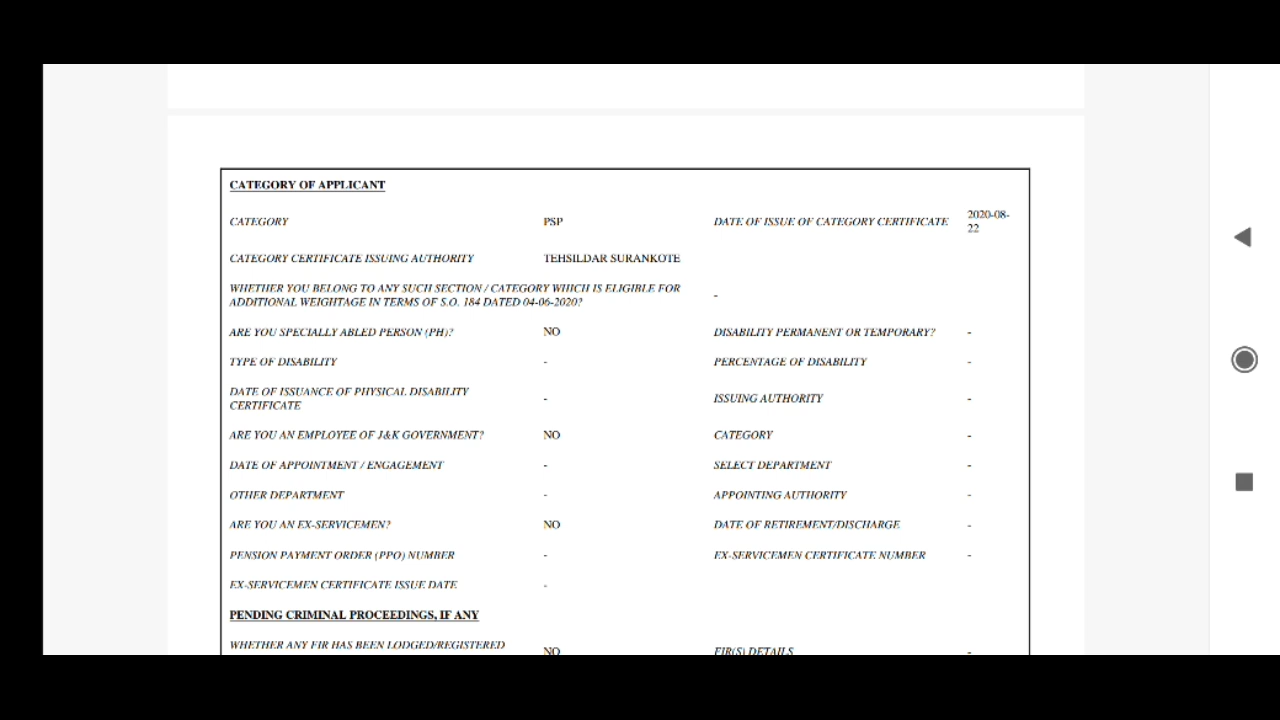 CATEGORY OF APPLICANT
CATEGORY PSP DATE OF ISSUE OF CATEGORY CERTIFICATE 2020-08-
22
CATEGORY CERTIFICATE ISSUING AUTHORITY TEHSILDAR SURANKOTE
WHETHER YOU BELONG TO ANY SUCH SECTION / CATEGORY WHICH IS ELIGIBLE FOR
ADDITIONAL WEIGHTAGE IN TERMS OF S.O. 184 DATED 04-06-2020? -
ARE YOU SPECIALLY ABLED PERSON (PH)? NO DISABILITY PERMANENT OR TEMPORARY? -
TYPE OF DISABILITY - PERCENTAGE OF DISABILITY -
DATE OF ISSUANCE OF PHYSICAL DISABILITY
CERTIFICATE - ISSUING AUTHORITY -
ARE YOU AN EMPLOYEE OF J&K GOVERNMENT? NO CATEGORY -
DATE OF APPOINTMENT / ENGAGEMENT - SELECT DEPARTMENT -
OTHER DEPARTMENT - APPOINTING AUTHORITY -
ARE YOU AN EX-SERVICEMEN? NO DATE OF RETIREMENT/DISCHARGE -
PENSION PAYMENT ORDER (PPO) NUMBER - EX-SERVICEMEN CERTIFICATE NUMBER -
EX-SERVICEMEN CERTIFICATE ISSUE DATE -
PENDING CRIMINAL PROCEEDINGS, IF ANY
WHETHER ANY FIR HAS BEEN LODGED/REGISTERED
NO FIR(S) DETAILS -